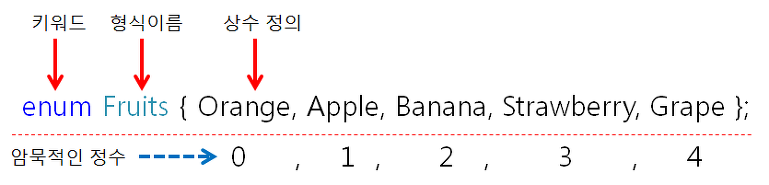 키워드 형식이름 상수 정의
enum Fruits { Orange, Apple, Banana, Strawberry, Grape };
암묵적인 정수 0 , 1 , 2 , 3 , 4